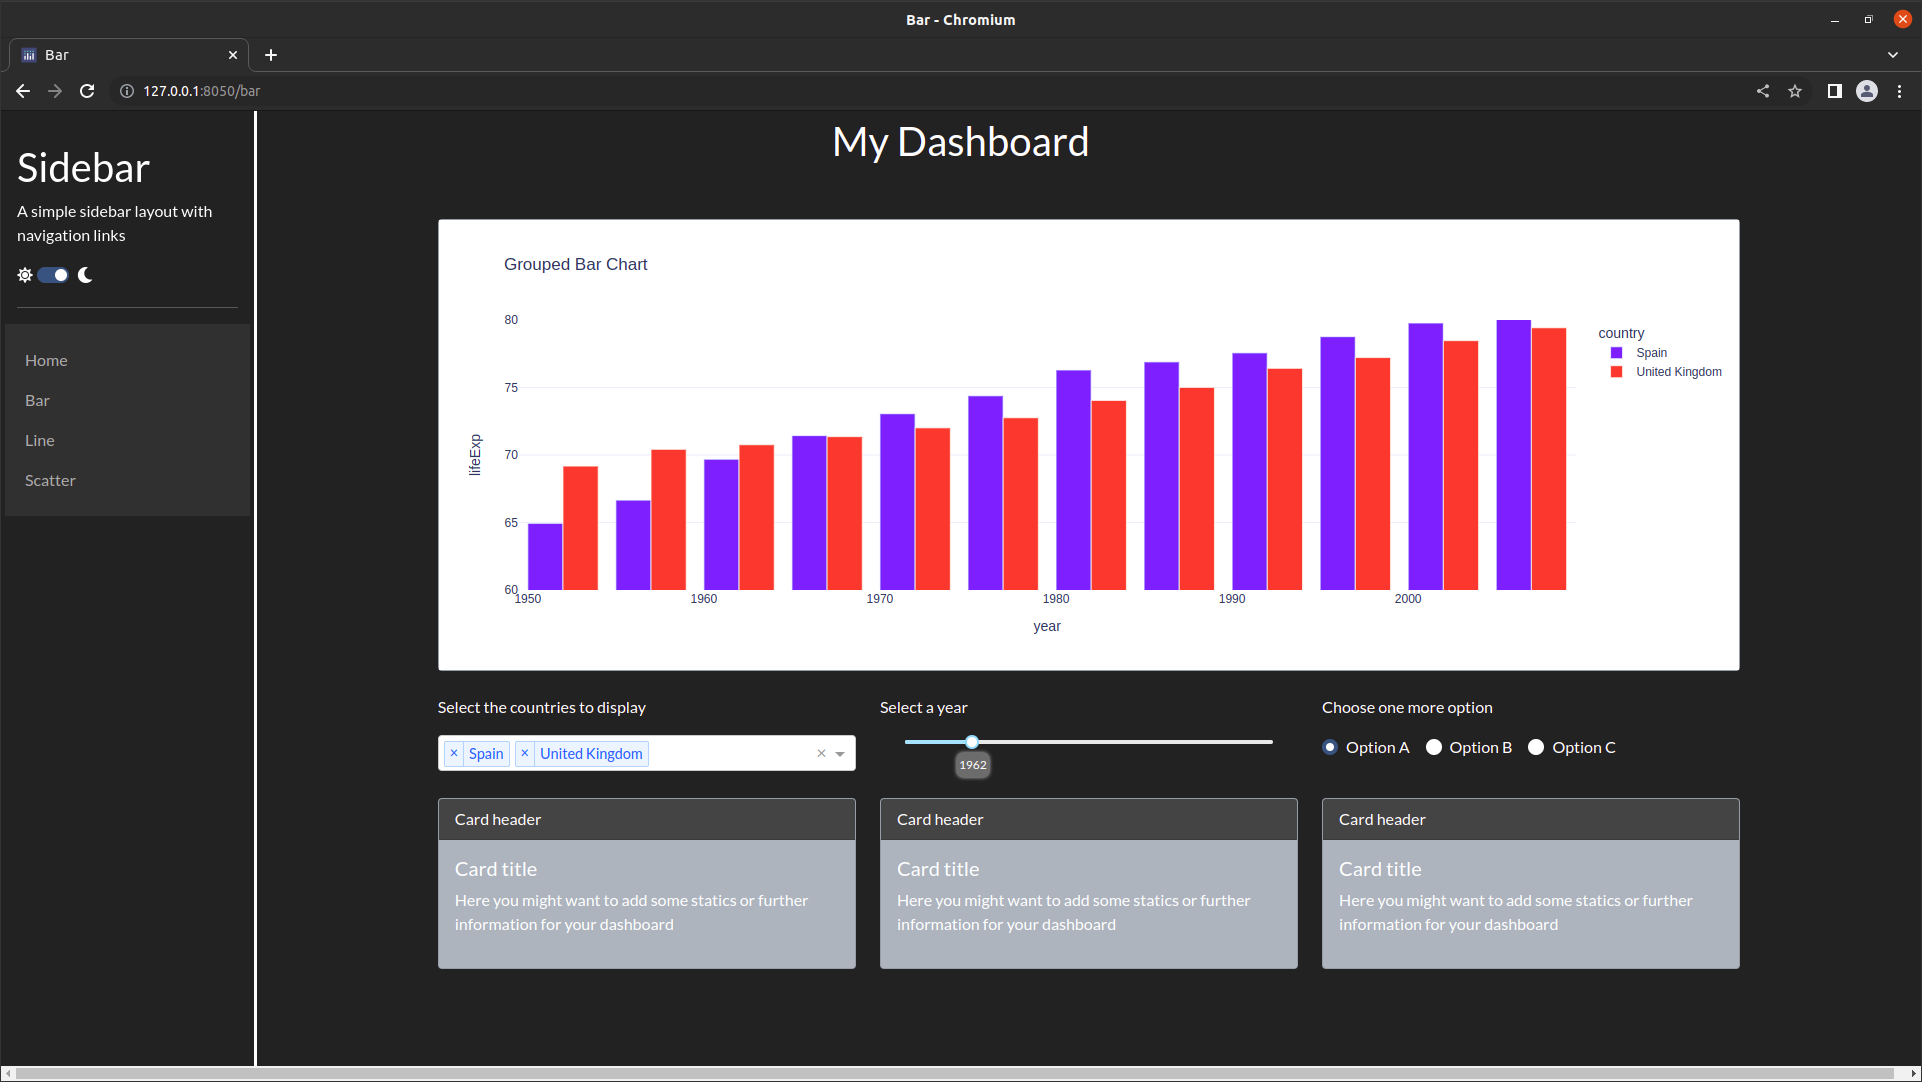 Bar - Chromium
Bar
127.0.0.1:8050/bar
Sidebar
A simple sidebar layout with
navigation links
Home
Bar
Line
Scatter
My Dashboard
Grouped Bar Chart
80
75
70
65
60
lifeExp
1950 1960 1970 1980 1990 2000
year
country
Spain
United Kingdom
Select the countries to display
× Spain × United Kingdom ×
Select a year
1962
Choose one more option
Option A Option B Option C
Card header
Card title
Here you might want to add some statics or further
information for your dashboard
Card header
Card title
Here you might want to add some statics or further
information for your dashboard
Card header
Card title
Here you might want to add some statics or further
information for your dashboard